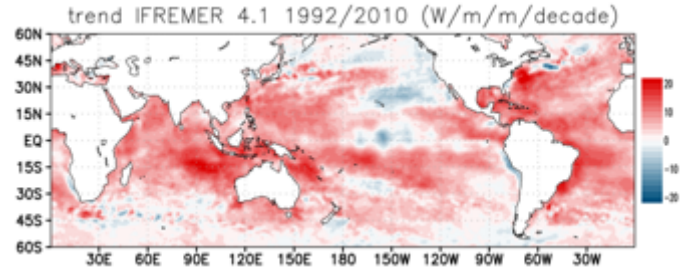 trend IFREMER 4.1 1992/2010 (W/m/m/decade)
60N
45N
30N
15N
EQ
15S
30S
45S
60S
30E 60E 90E 120E 150E 180 150W 120W 90W 60W 30W
20
10
0
-10
-20